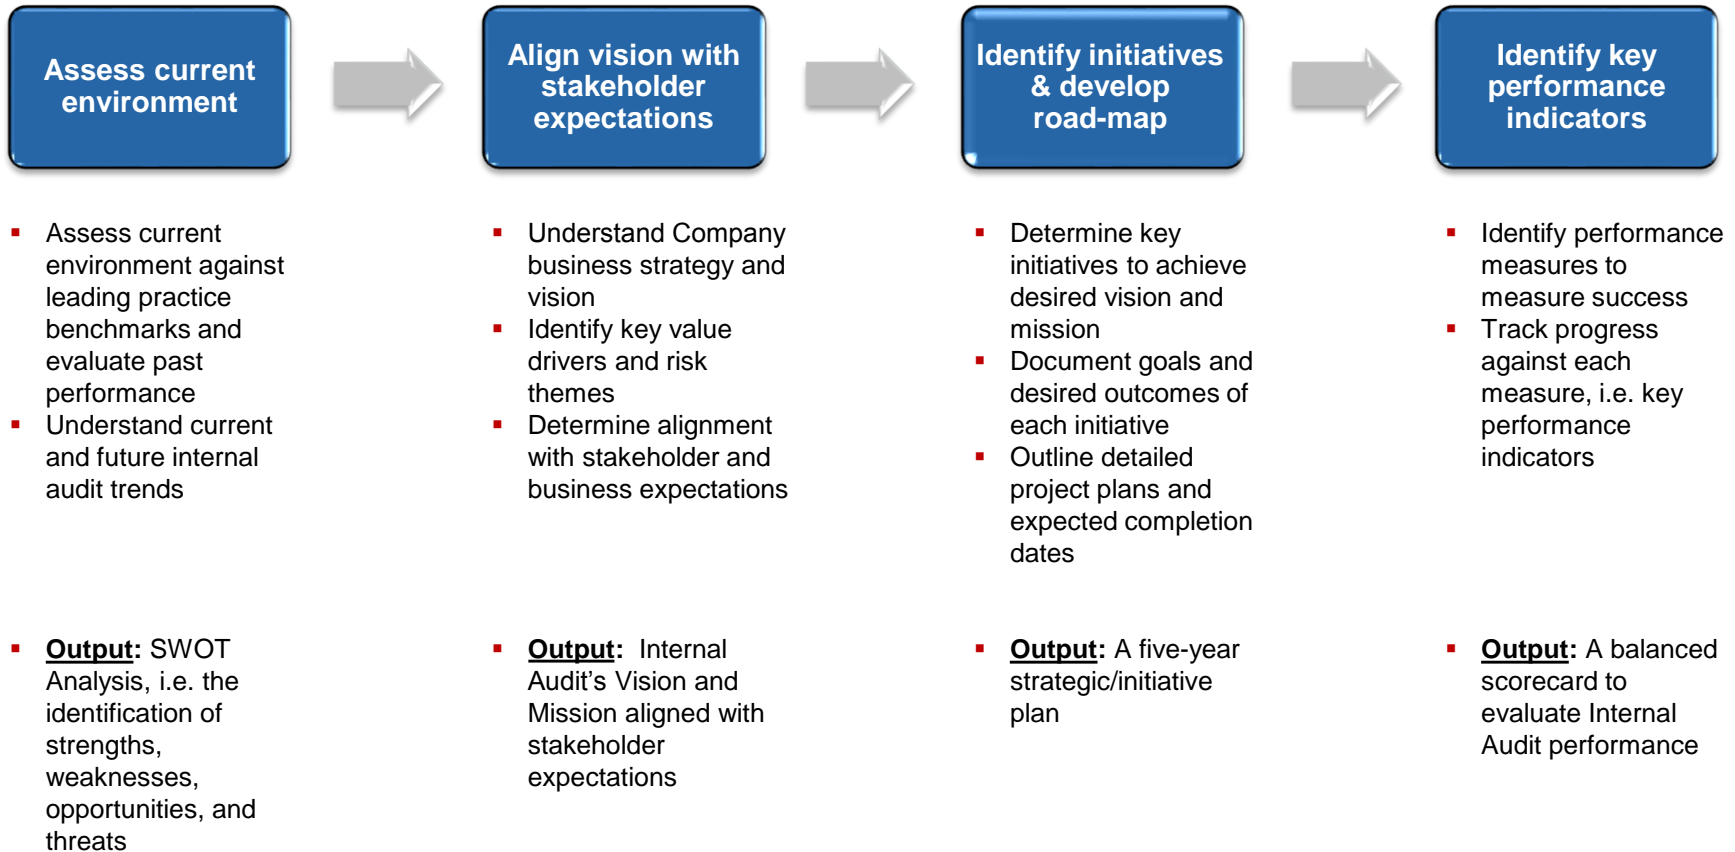 Assess current
environment
Align vision with
stakeholder
expectations
Identify initiatives
& develop
road-map
Identify key
performance
indicators
▪ Assess current
environment against
leading practice
benchmarks and
evaluate past
performance
▪ Understand current
and future internal
audit trends
▪ Output: SWOT
Analysis, i.e. the
identification of
strengths,
weaknesses,
opportunities, and
threats
▪ Understand Company
business strategy and
vision
▪ Identify key value
drivers and risk
themes
▪ Determine alignment
with stakeholder and
business expectations
▪ Output: Internal
Audit’s Vision and
Mission aligned with
stakeholder
expectations
▪ Determine key
initiatives to achieve
desired vision and
mission
▪ Document goals and
desired outcomes of
each initiative
▪ Outline detailed
project plans and
expected completion
dates
▪ Output: A five-year
strategic/initiative
plan
▪ Identify performance
measures to
measure success
▪ Track progress
against each
measure, i.e. key
performance
indicators
▪ Output: A balanced
scorecard to
evaluate Internal
Audit performance